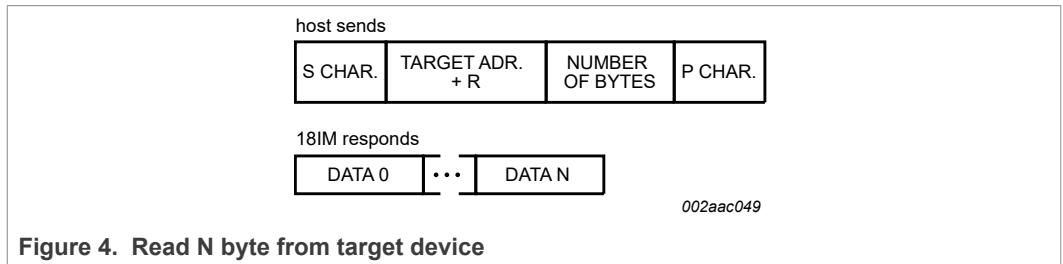 host sends
S CHAR. TARGET ADR. + R NUMBER OF BYTES P CHAR.
18IM responds
DATA 0 ••• DATA N
002aac049
Figure 4. Read N byte from target device